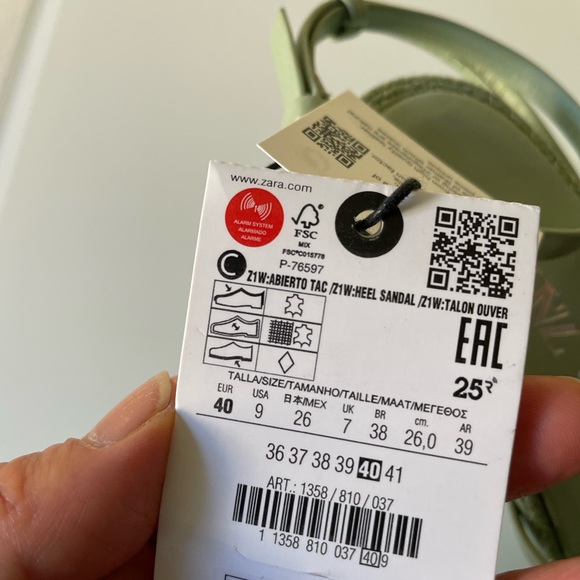 www.zara.com
ALARM SYSTEM
ALARMADO
ALARME
FSC
MIX
FSC®C015778
P-76597
C
Z1W:ABIERTO TAC /Z1W:HEEL SANDAL /Z1W:TALON OUVER
EAC
25
TALLA/SIZE/TAMANHO/TAILLE/MAAT/ΜΕΓΕΘΟΣ
EUR USA 日本/MEX UK BR cm. AR
40 9 26 7 38 26,0 39
36 37 38 39 40 41
ART.: 1358 / 810 / 037
1 1358 810 037 40 9